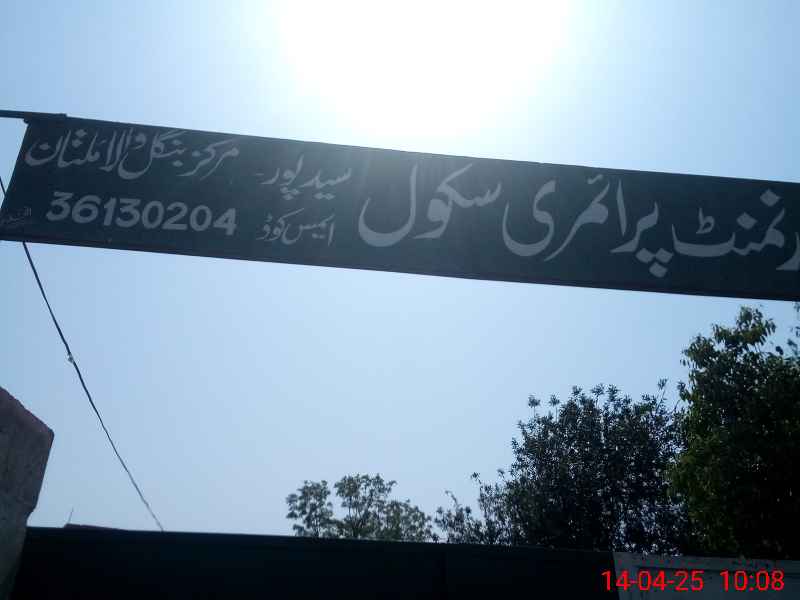 رنمنٹ پرائمری سکول سید پور مرکز بنگل والا ملتان
ایمس کوڈ 36130204
14-04-25 10:08